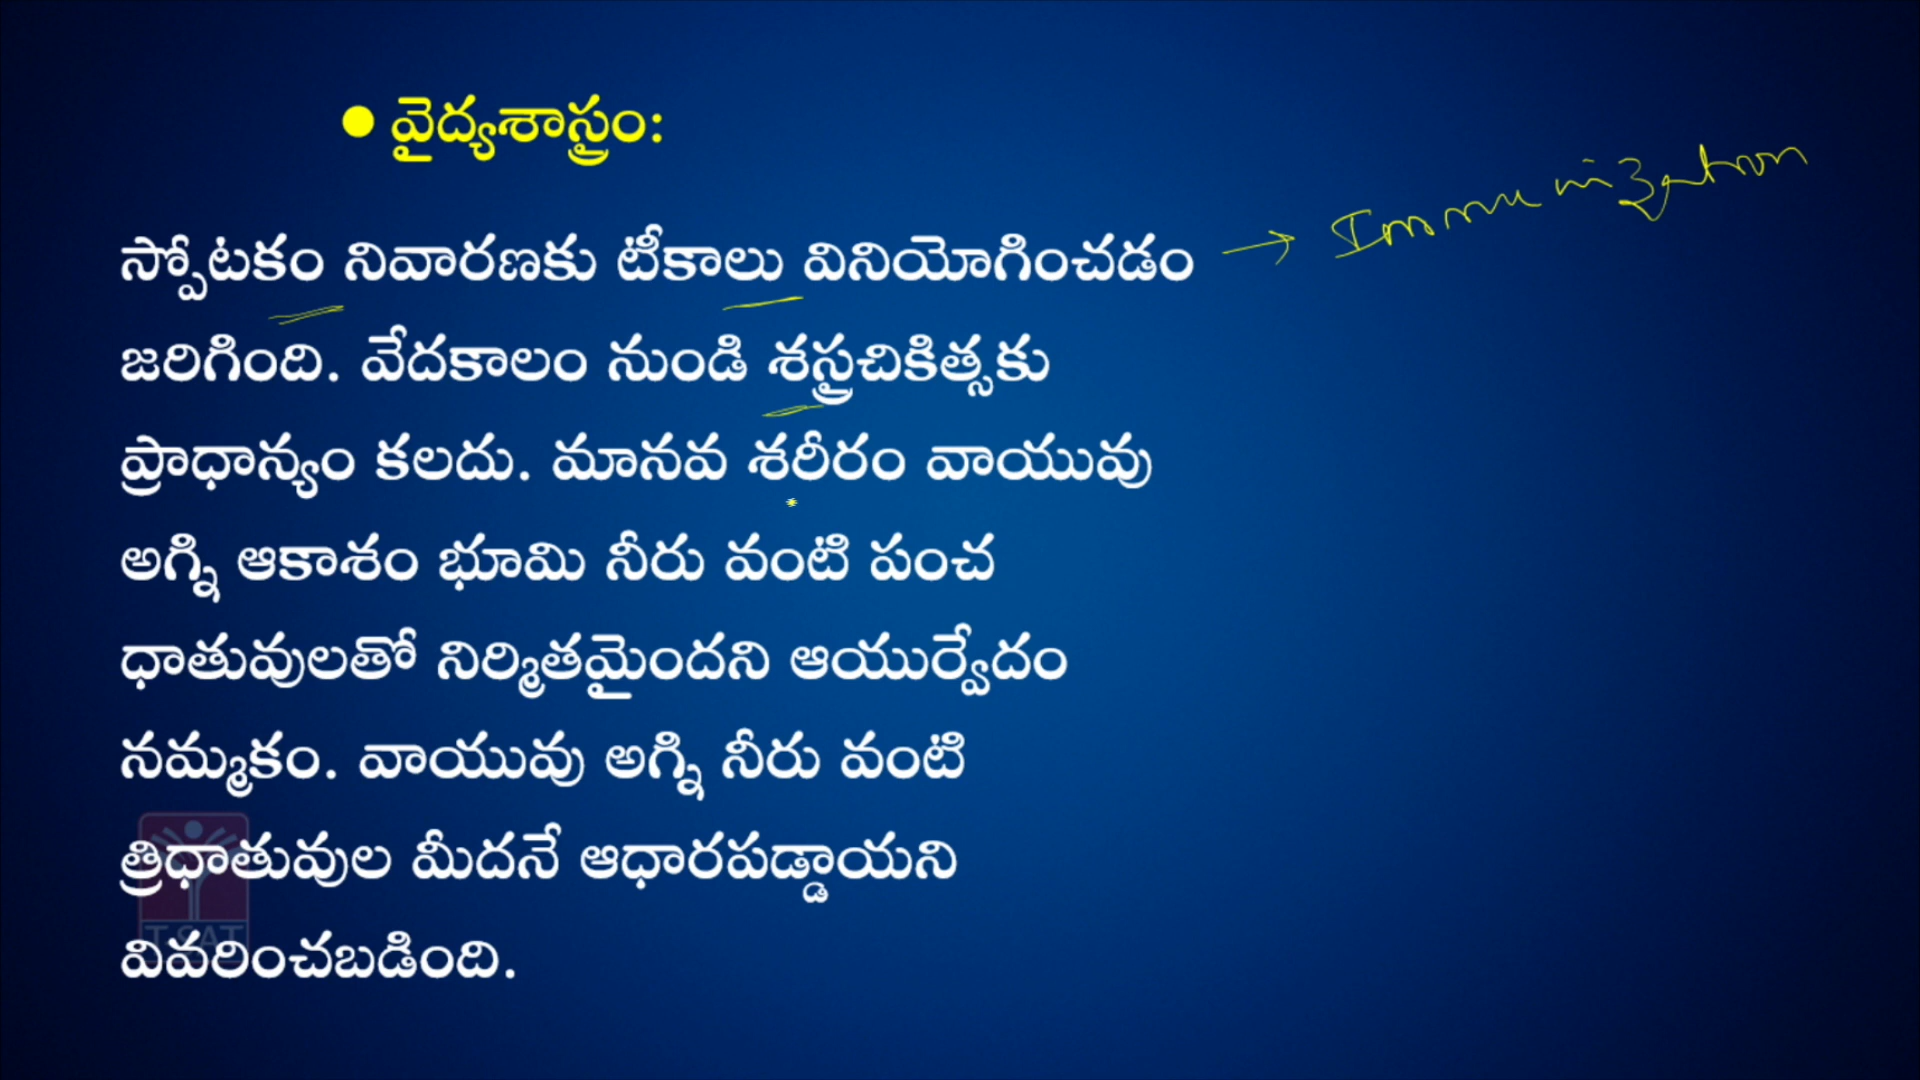 • వైద్యశాస్త్రం:
స్పోటకం నివారణకు టీకాలు వినియోగించడం → Immunization
జరిగింది. వేదకాలం నుండి శస్త్రచికిత్సకు
ప్రాధాన్యం కలదు. మానవ శరీరం వాయువు
అగ్ని ఆకాశం భూమి నీరు వంటి పంచ
ధాతువులతో నిర్మితమైందని ఆయుర్వేదం
నమ్మకం. వాయువు అగ్ని నీరు వంటి
త్రిధాతువుల మీదనే ఆధారపడ్డాయని
వివరించబడింది.
T-SAT